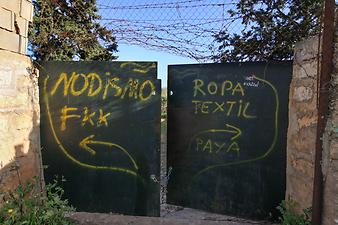 NODISMO
FKK
ROPA
TEXTIL
PAYA